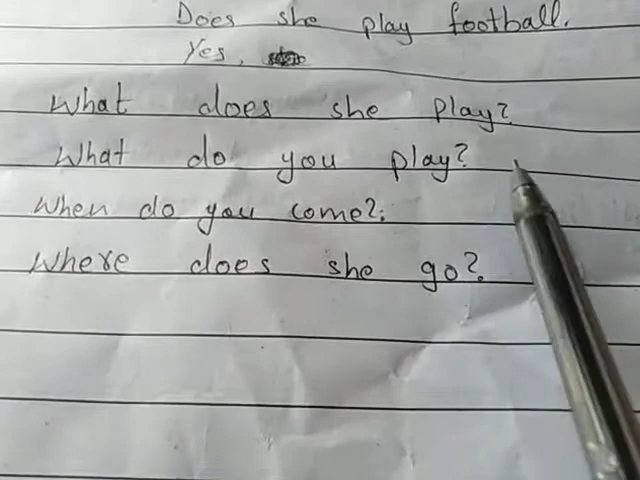 Does she play football.
Yes,
What does she play?
What do you play?
When do you come?.
Where does she go?